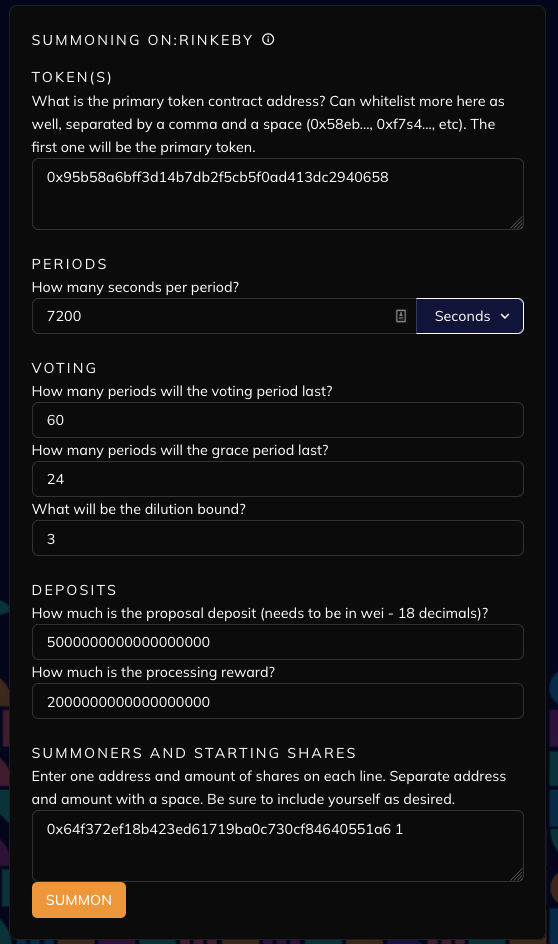 SUMMONING ON:RINKEBY
TOKEN(S)
What is the primary token contract address? Can whitelist more here as
well, separated by a comma and a space (0x58eb..., 0xf7s4..., etc). The
first one will be the primary token.
0x95b58a6bff3d14b7db2f5cb5f0ad413dc2940658
PERIODS
How many seconds per period?
7200
Seconds
VOTING
How many periods will the voting period last?
60
How many periods will the grace period last?
24
What will be the dilution bound?
3
DEPOSITS
How much is the proposal deposit (needs to be in wei - 18 decimals)?
5000000000000000000
How much is the processing reward?
2000000000000000000
SUMMONERS AND STARTING SHARES
Enter one address and amount of shares on each line. Separate address
and amount with a space. Be sure to include yourself as desired.
0x64f372ef18b423ed61719ba0c730cf84640551a6 1
SUMMON